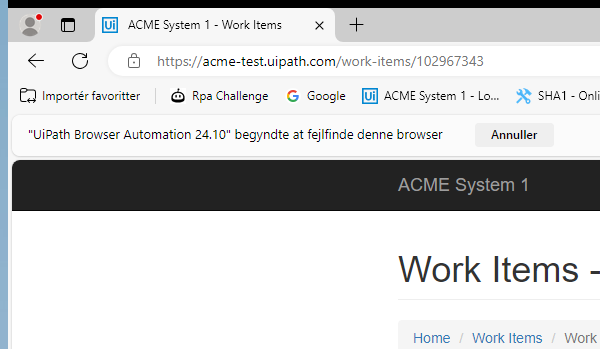 Ui ACME System 1 - Work Items
https://acme-test.uipath.com/work-items/102967343
Importér favoritter Rpa Challenge G Google Ui ACME System 1 - Lo... SHA1 - Onli
"UiPath Browser Automation 24.10" begyndte at fejlfinde denne browser Annuller
ACME System 1
Work Items -
Home / Work Items / Work